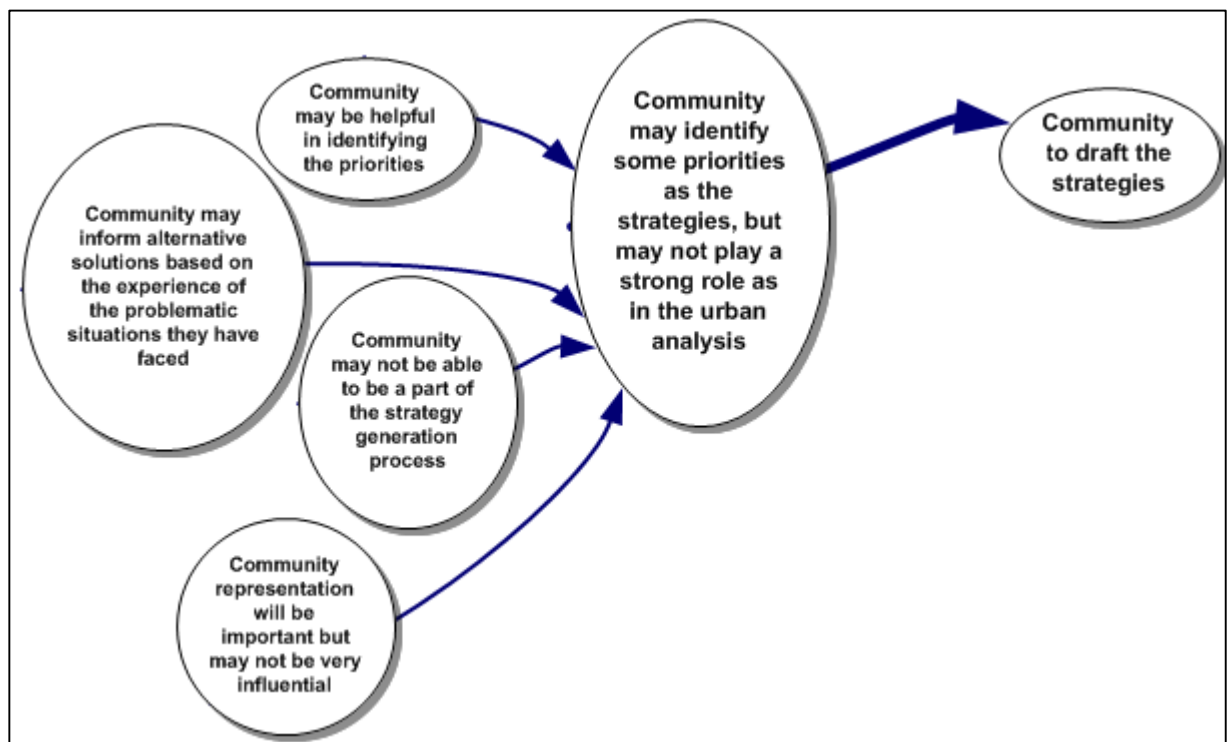 Community
may be helpful
in identifying
the priorities
Community may
inform alternative
solutions based on
the experience of
the problematic
situations they have
faced
Community
may not be able
to be a part of
the strategy
generation
process
Community
representation
will be
important but
may not be very
influential
Community
may identify
some priorities
as the
strategies, but
may not play a
strong role as
in the urban
analysis
Community
to draft the
strategies